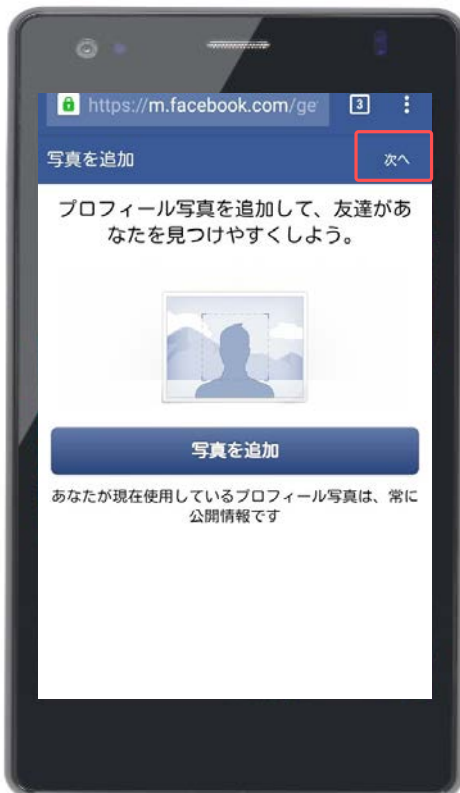 https://m.facebook.com/ge
3
写真を追加
次へ
プロフィール写真を追加して、友達があ
なたを見つけやすくしよう。
写真を追加
あなたが現在使用しているプロフィール写真は、常に
公開情報です